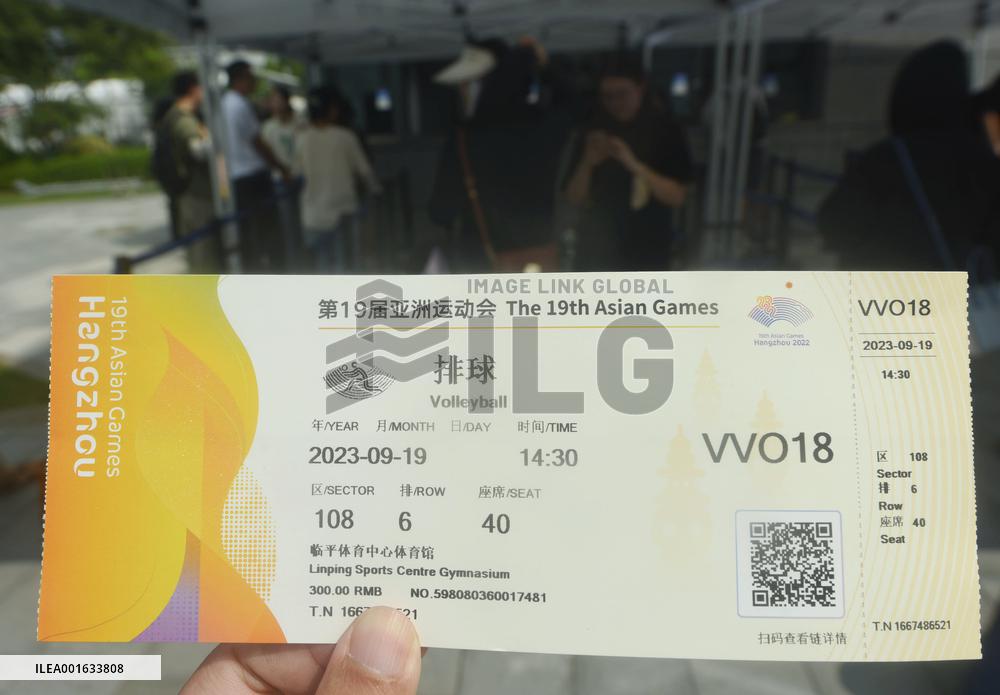 IMAGE LINK GLOBAL
ILG
19th Asian Games
Hangzhou
第19届亚洲运动会 The 19th Asian Games
排球
Volleyball
年/YEAR 月/MONTH 日/DAY 时间/TIME
2023-09-19 14:30
区/SECTOR 排/ROW 座席/SEAT
108 6 40
临平体育中心体育馆
Linping Sports Centre Gymnasium
300.00 RMB NO.598080360017481
T.N 1667 521
19th Asian Games
Hangzhou 2022
VVO18
扫码查看链详情
VVO18
2023-09-19
14:30
区 108
Sector
排 6
Row
座席 40
Seat
T.N 1667486521
ILEA001633808